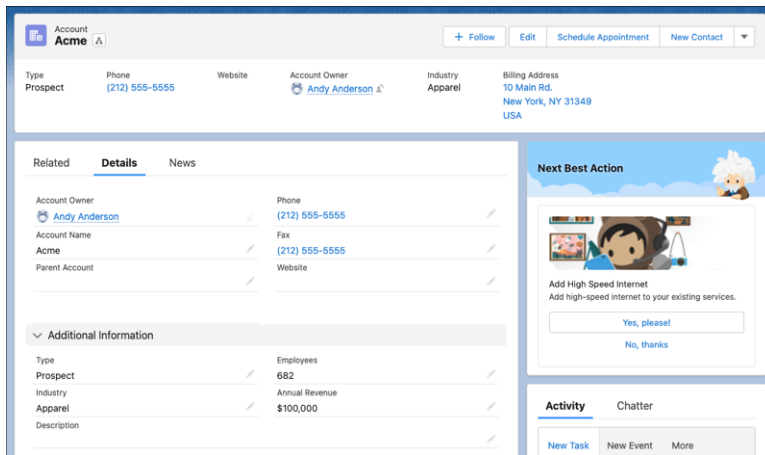 Account
Acme
+ Follow
Edit
Schedule Appointment
New Contact
Type
Prospect
Phone
(212) 555-5555
Website
Account Owner
Andy Anderson
Industry
Apparel
Billing Address
10 Main Rd.
New York, NY 31349
USA
Related
Details
News
Account Owner
Andy Anderson
Phone
(212) 555-5555
Account Name
Acme
Fax
(212) 555-5555
Parent Account
Website
Additional Information
Type
Prospect
Employees
682
Industry
Apparel
Annual Revenue
$100,000
Description
Next Best Action
Add High Speed Internet
Add high-speed internet to your existing services.
Yes, please!
No, thanks
Activity
Chatter
New Task
New Event
More